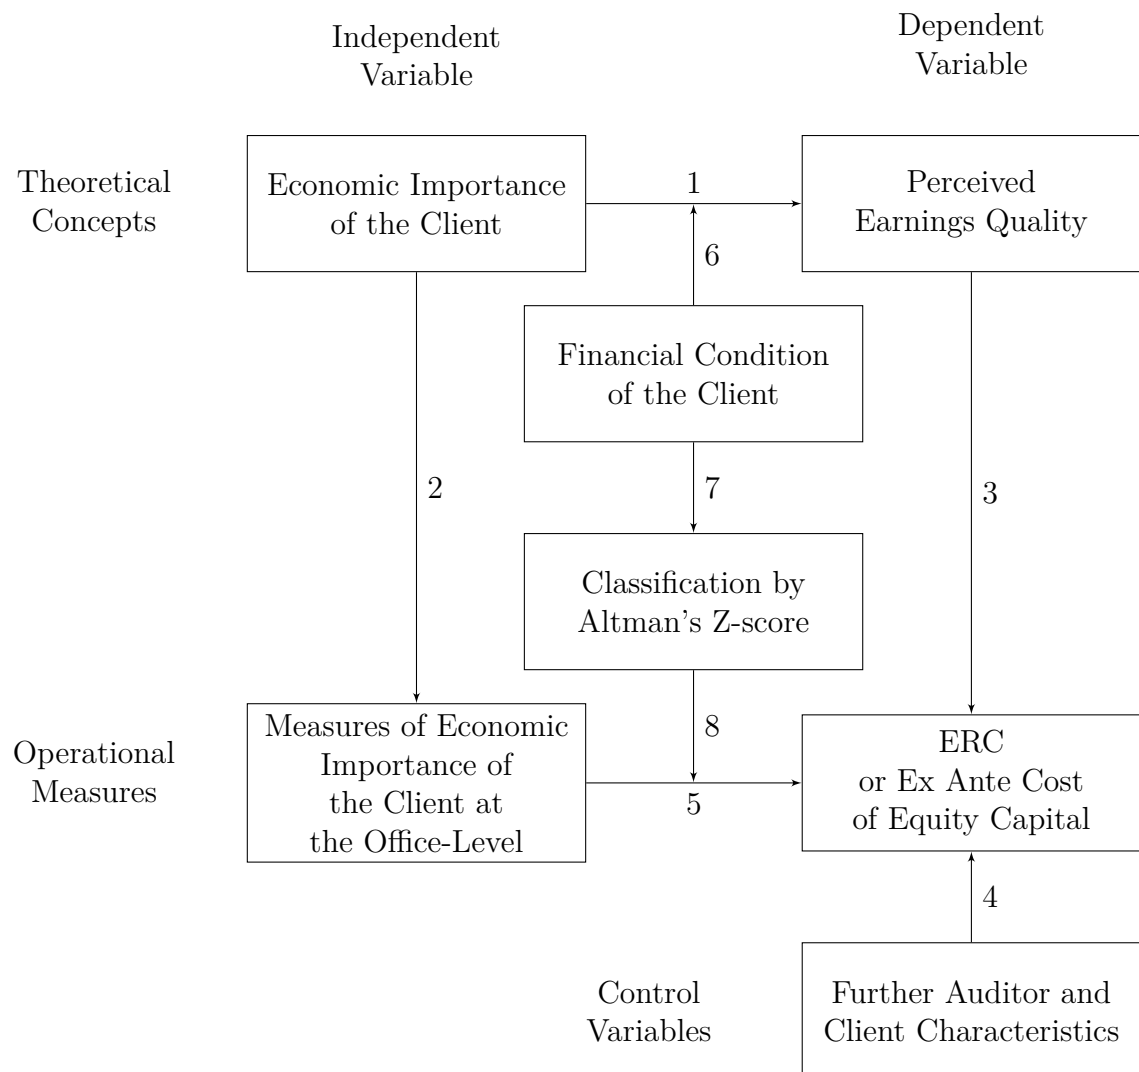 Independent
Variable
Dependent
Variable
Theoretical
Concepts
Economic Importance
of the Client
1
Perceived
Earnings Quality
6
Financial Condition
of the Client
2
7
3
Classification by
Altman's Z-score
Operational
Measures
Measures of Economic
Importance of
the Client at
the Office-Level
8
5
ERC
or Ex Ante Cost
of Equity Capital
4
Control
Variables
Further Auditor and
Client Characteristics